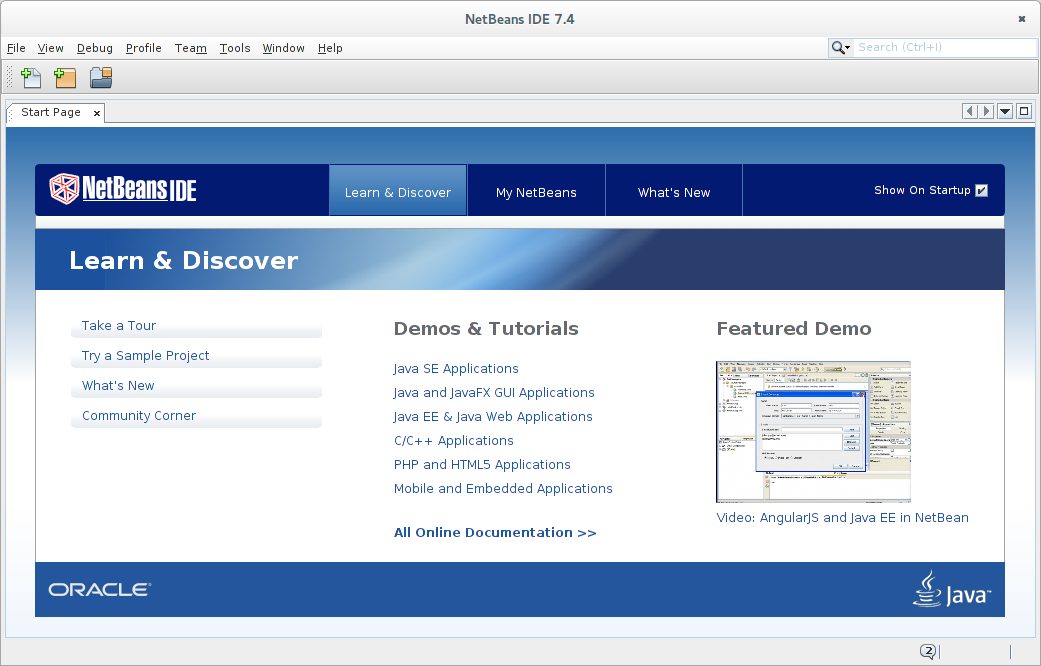 NetBeans IDE 7.4
File View Debug Profile Team Tools Window Help
Search (Ctrl+I)
Start Page
NetBeans IDE
Learn & Discover
My NetBeans
What's New
Show On Startup
Learn & Discover
Take a Tour
Try a Sample Project
What's New
Community Corner
Demos & Tutorials
Java SE Applications
Java and JavaFX GUI Applications
Java EE & Java Web Applications
C/C++ Applications
PHP and HTML5 Applications
Mobile and Embedded Applications
All Online Documentation >>
Featured Demo
Video: AngularJS and Java EE in NetBean
ORACLE
Java™
2